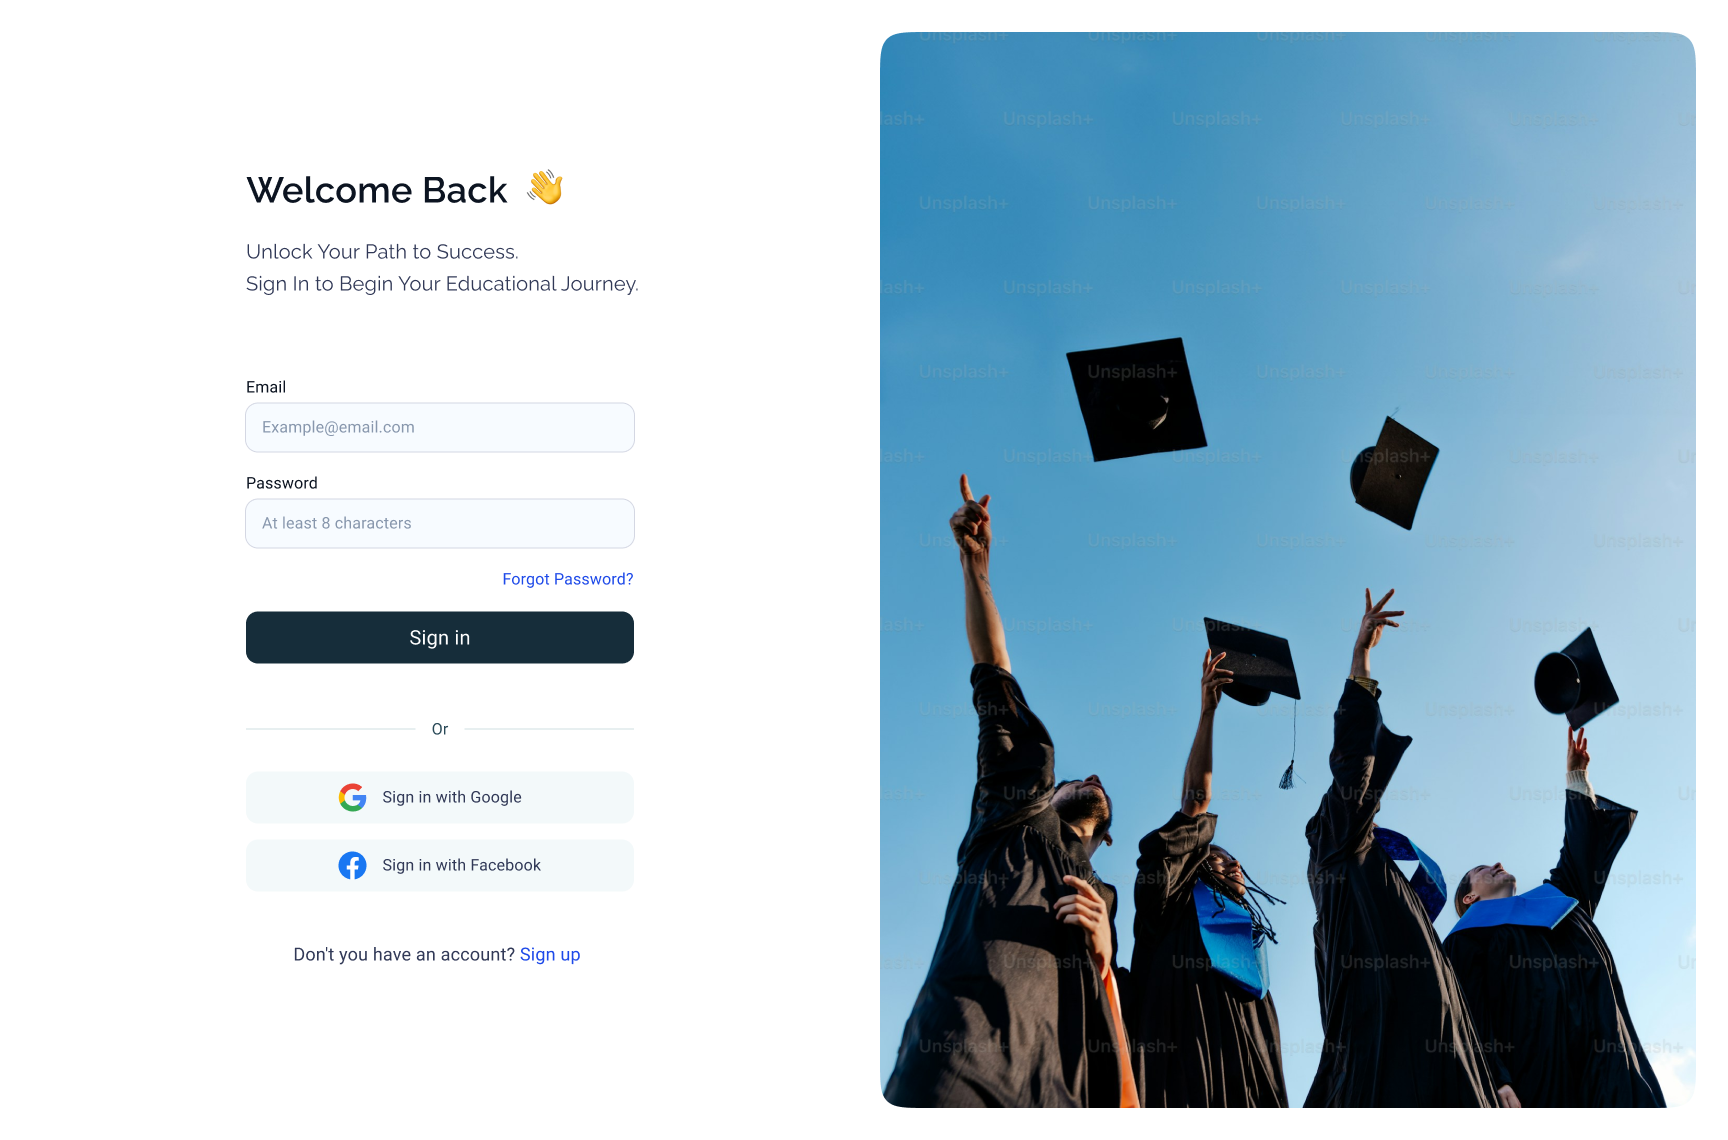 Welcome Back 👋
Unlock Your Path to Success.
Sign In to Begin Your Educational Journey.
Email
Example@email.com
Password
At least 8 characters
Forgot Password?
Sign in
Or
Sign in with Google
Sign in with Facebook
Don't you have an account? Sign up
Unsplash+